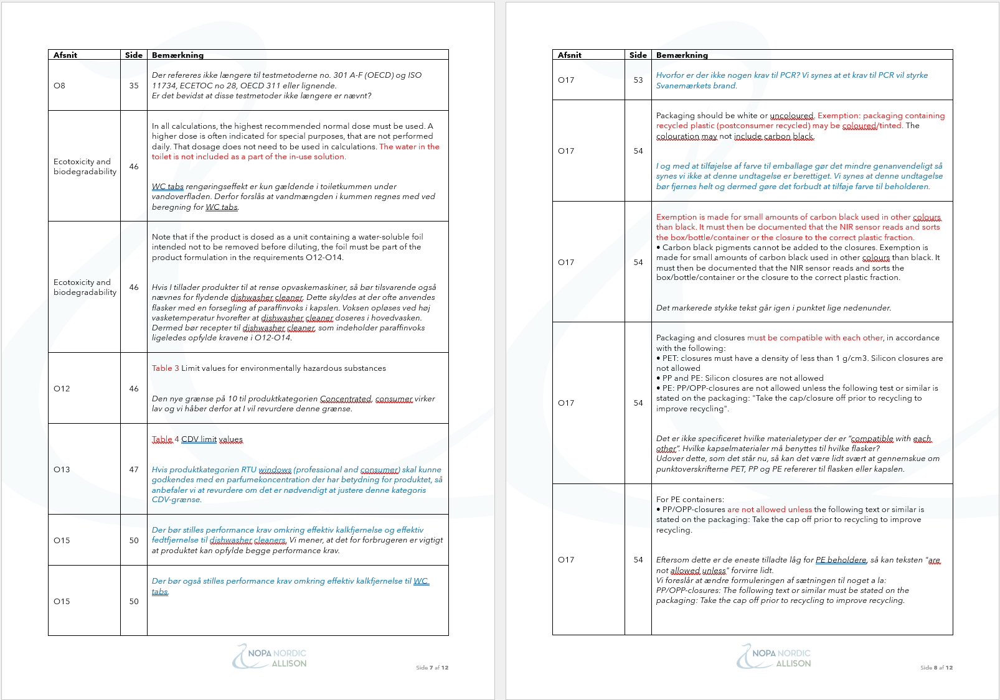 Afsnit Side Bemærkning
O8 35
Der refereres ikke længere til testmetoderne no. 301 A-F (OECD) og ISO
11734, ECETOC no 28, OECD 311 eller lignende.
Er det bevidst at disse testmetoder ikke længere er nævnt?
Ecotoxicity and
biodegradability
46
In all calculations, the highest recommended normal dose must be used. A
higher dose is often indicated for special purposes, that are not performed
daily. That dosage does not need to be used in calculations. The water in the
toilet is not included as a part of the in-use solution.
WC tabs rengøringseffekt er kun gældende i toiletkummen under
vandoverfladen. Derfor forslås at vandmængden i kummen regnes med ved
beregning for WC tabs.
Ecotoxicity and
biodegradability
46
Note that if the product is dosed as a unit containing a water-soluble foil
intended not to be removed before diluting, the foil must be part of the
product formulation in the requirements O12-O14.
Hvis I tillader produkter til at rense opvaskemaskiner, så bør tilsvarende også
nævnes for flydende dishwasher cleaner. Dette skyldes at der ofte anvendes
flasker med en forsegling af paraffinvoks i kapslen. Voksen opløses ved høj
vasketemperatur hvorefter at dishwasher cleaner doseres i hovedvasken.
Dermed bør recepter til dishwasher cleaner, som indeholder paraffinvoks
ligeledes opfylde kravene i O12-O14.
O12 46
Table 3 Limit values for environmentally hazardous substances
Den nye grænse på 10 til produktkategorien Concentrated, consumer virker
lav og vi håber derfor at I vil revurdere denne grænse.
O13 47
Table 4 CDV limit values
Hvis produktkategorien RTU windows (professional and consumer) skal kunne
godkendes med en parfumekoncentration der har betydning for produktet, så
anbefaler vi at revurdere om det er nødvendigt at justere denne kategoris
CDV-grænse.
O15 50
Der bør stilles performance krav omkring effektiv kalkfjernelse og effektiv
fedtfjernelse til dishwasher cleaners. Vi mener, at det for forbrugeren er vigtigt
at produktet kan opfylde begge performance krav.
O15 50
Der bør også stilles performance krav omkring effektiv kalkfjernelse til WC
tabs.
NOPA NORDIC
ALLISON
Side 7 af 12
Afsnit Side Bemærkning
O17 53
Hvorfor er der ikke nogen krav til PCR? Vi synes at et krav til PCR vil styrke
Svanemærkets brand.
O17 54
Packaging should be white or uncoloured. Exemption: packaging containing
recycled plastic (postconsumer recycled) may be coloured/tinted. The
colouration may not include carbon black.
I og med at tilføjelse af farve til emballage gør det mindre genanvendeligt så
synes vi ikke at denne undtagelse er berettiget. Vi synes at denne undtagelse
bør fjernes helt og dermed gøre det forbudt at tilføje farve til beholderen.
O17 54
Exemption is made for small amounts of carbon black used in other colours
than black. It must then be documented that the NIR sensor reads and sorts
the box/bottle/container or the closure to the correct plastic fraction.
• Carbon black pigments cannot be added to the closures. Exemption is
made for small amounts of carbon black used in other colours than black. It
must then be documented that the NIR sensor reads and sorts the
box/bottle/container or the closure to the correct plastic fraction.
Det markerede stykke tekst går igen i punktet lige nedenunder.
O17 54
Packaging and closures must be compatible with each other, in accordance
with the following:
• PET: closures must have a density of less than 1 g/cm3. Silicon closures are
not allowed
• PP and PE: Silicon closures are not allowed
• PE: PP/OPP-closures are not allowed unless the following test or similar is
stated on the packaging: "Take the cap/closure off prior to recycling to
improve recycling".
Det er ikke specificeret hvilke materialetyper der er "compatible with each
other". Hvilke kapselmaterialer må benyttes til hvilke flasker?
Udover dette, som det står nu, så kan det være lidt svært at gennemskue om
punktoverskrifterne PET, PP og PE refererer til flasken eller kapslen.
O17 54
For PE containers:
• PP/OPP-closures are not allowed unless the following text or similar is
stated on the packaging: Take the cap off prior to recycling to improve
recycling.
Eftersom dette er de eneste tilladte låg for PE beholdere, så kan teksten "are
not allowed unless" forvirre lidt.
Vi foreslår at ændre formuleringen af sætningen til noget a la:
PP/OPP-closures: The following text or similar must be stated on the
packaging: Take the cap off prior to recycling to improve recycling.
NOPA NORDIC
ALLISON
Side 8 af 12